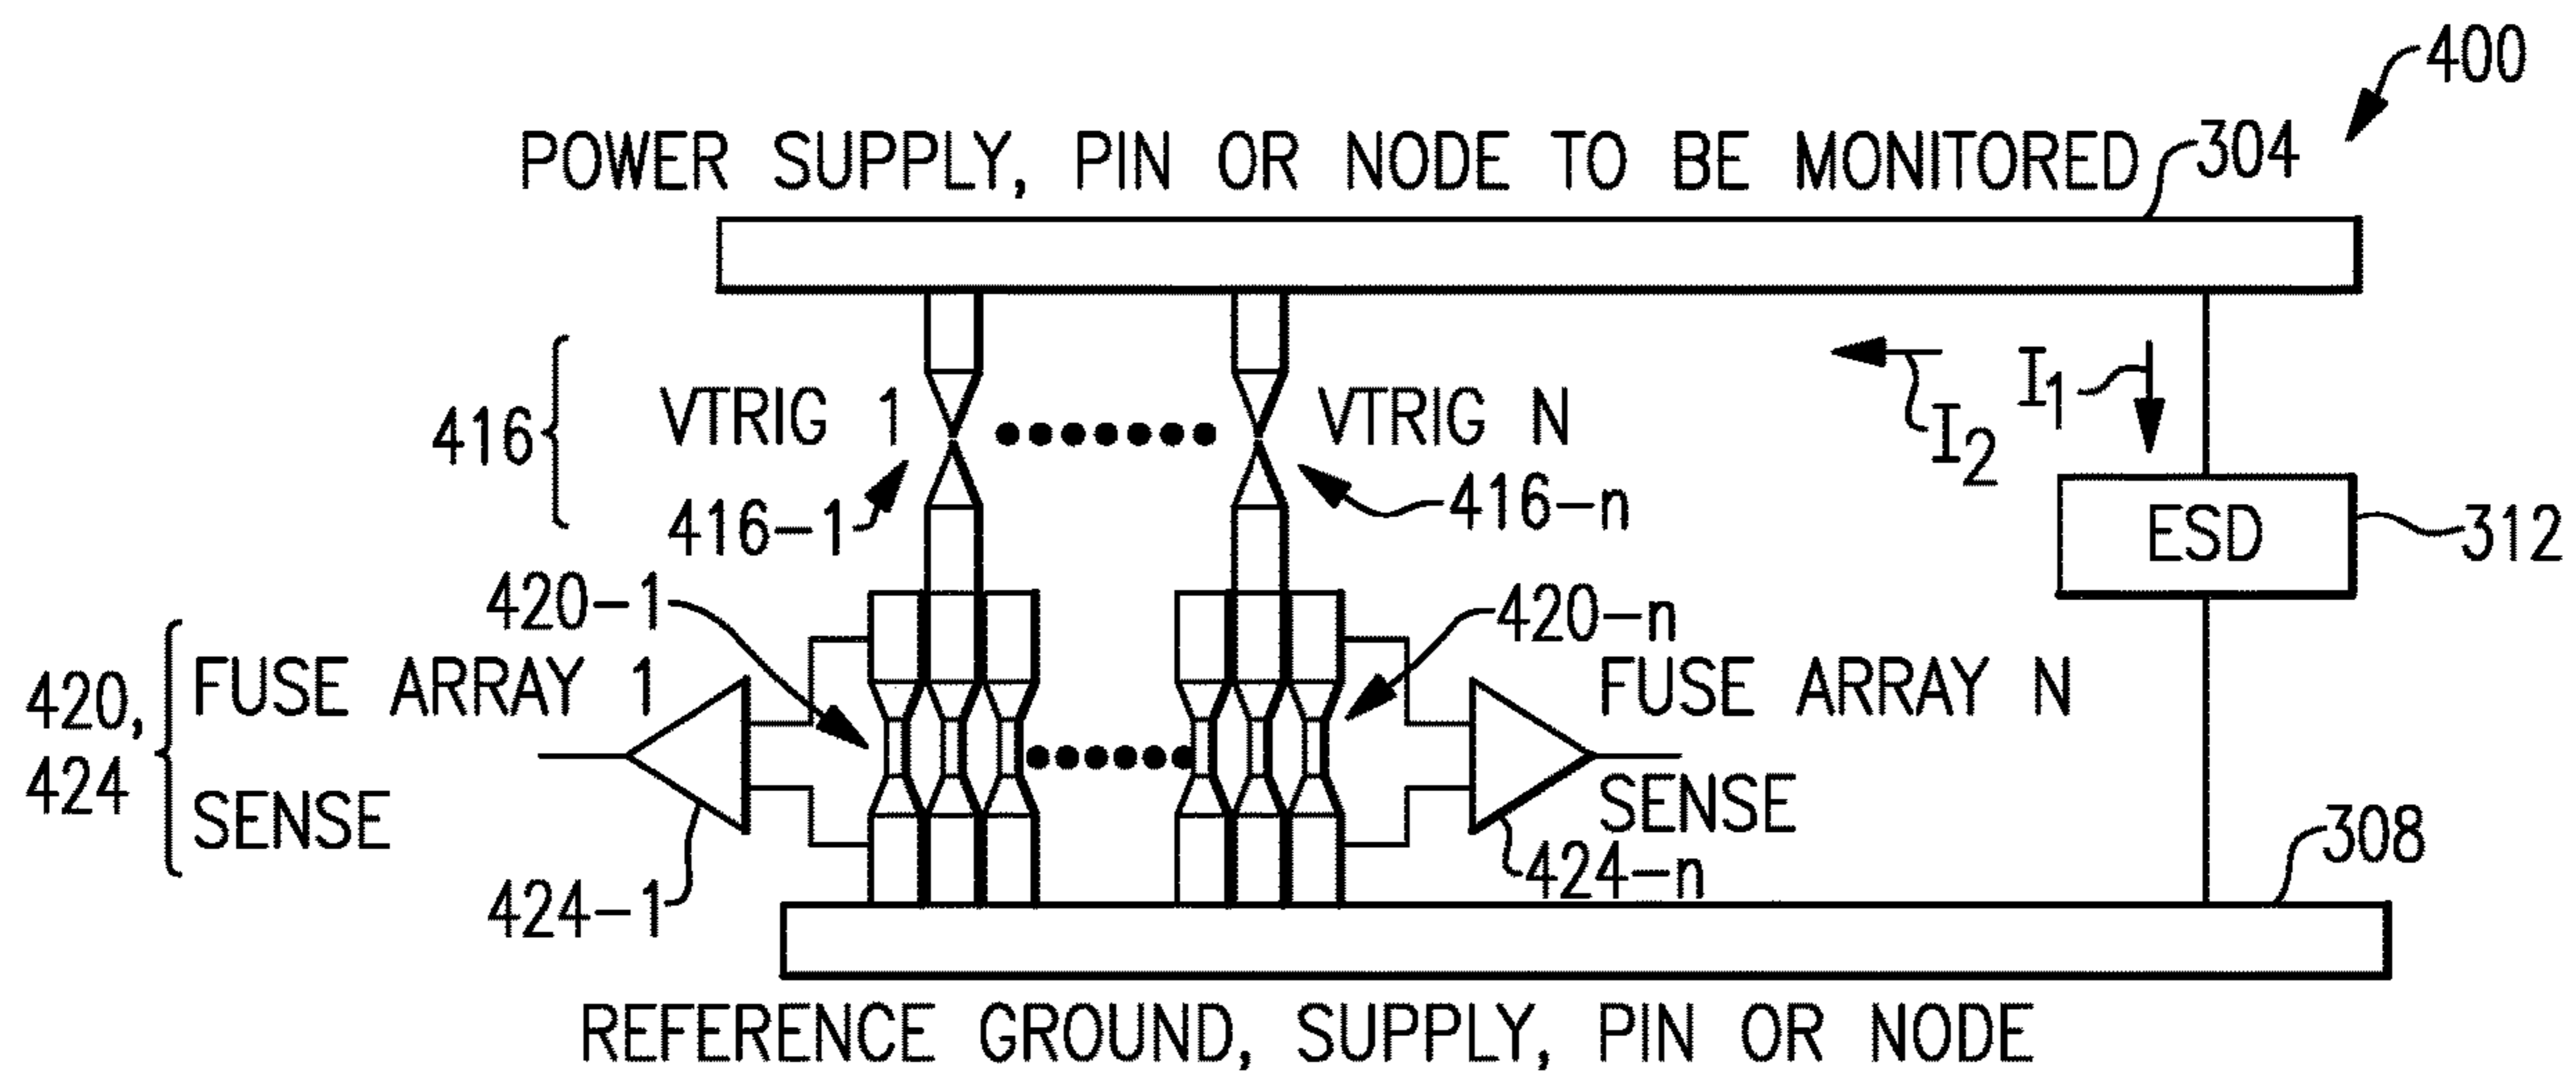 400
POWER SUPPLY, PIN OR NODE TO BE MONITORED
304
416
VTRIG 1
VTRIG N
I1
I2
416-1
416-n
ESD
312
420-1
420-n
420,
424
FUSE ARRAY 1
SENSE
FUSE ARRAY N
SENSE
424-1
424-n
308
REFERENCE GROUND, SUPPLY, PIN OR NODE